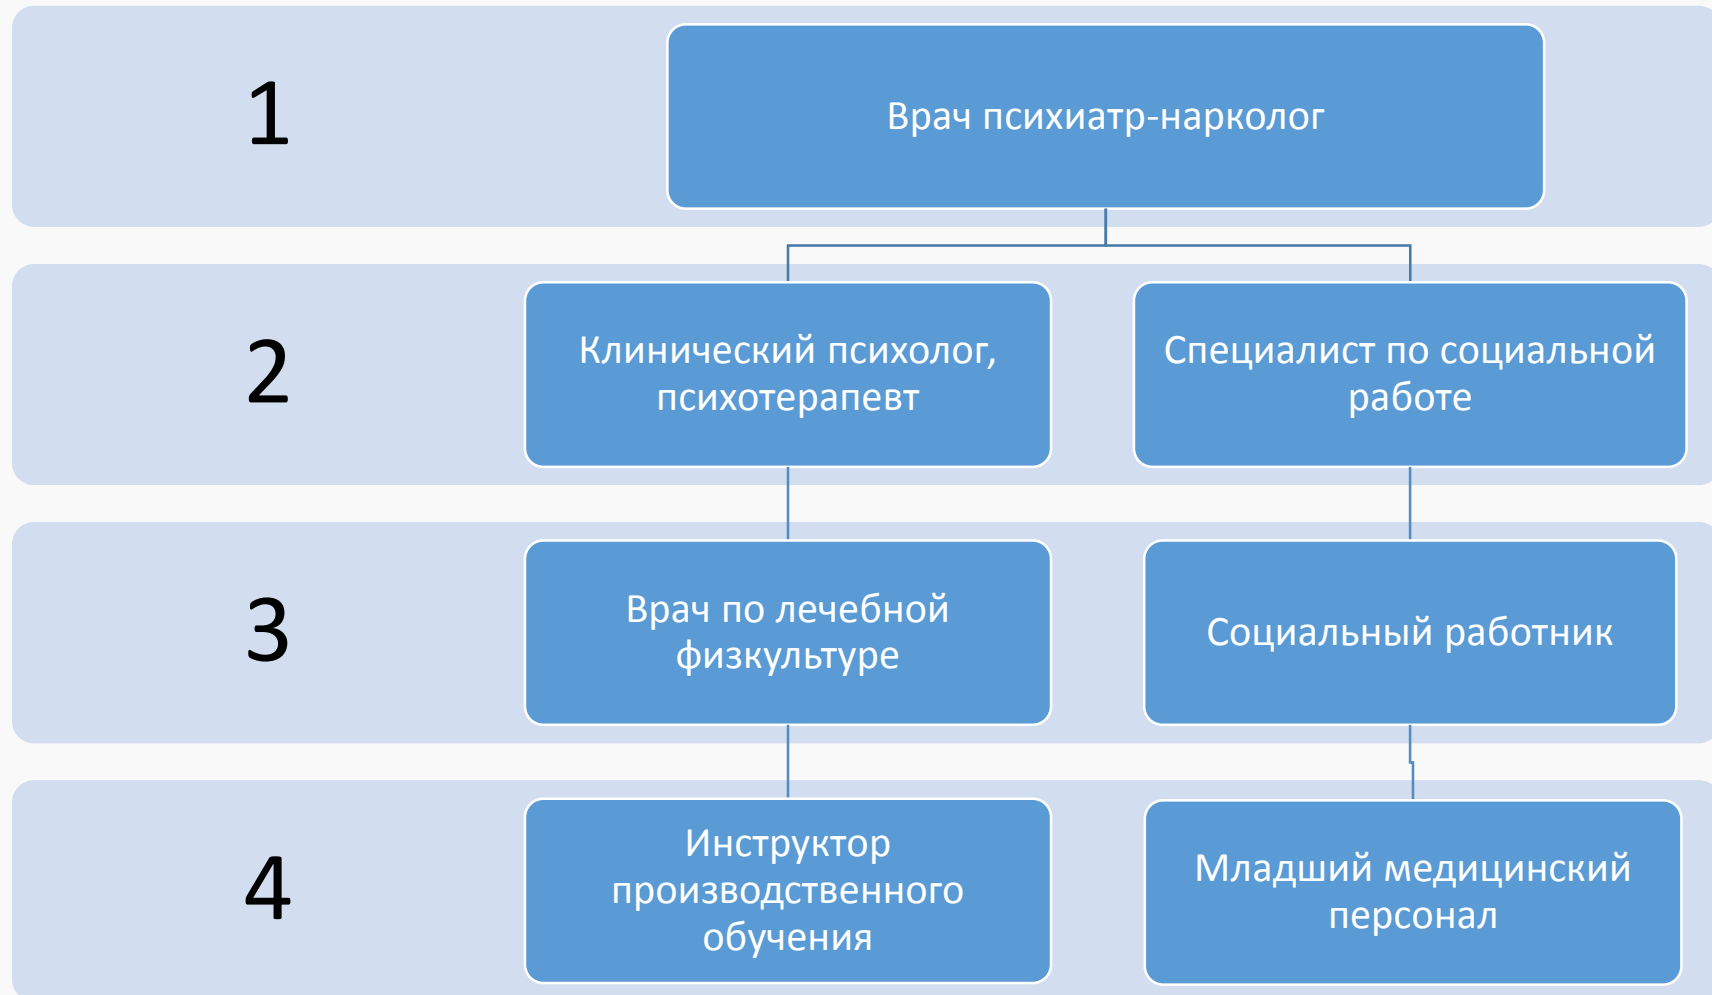 1
Врач психиатр-нарколог
2
Клинический психолог,
психотерапевт
Специалист по социальной
работе
3
Врач по лечебной
физкультуре
Социальный работник
4
Инструктор
производственного
обучения
Младший медицинский
персонал